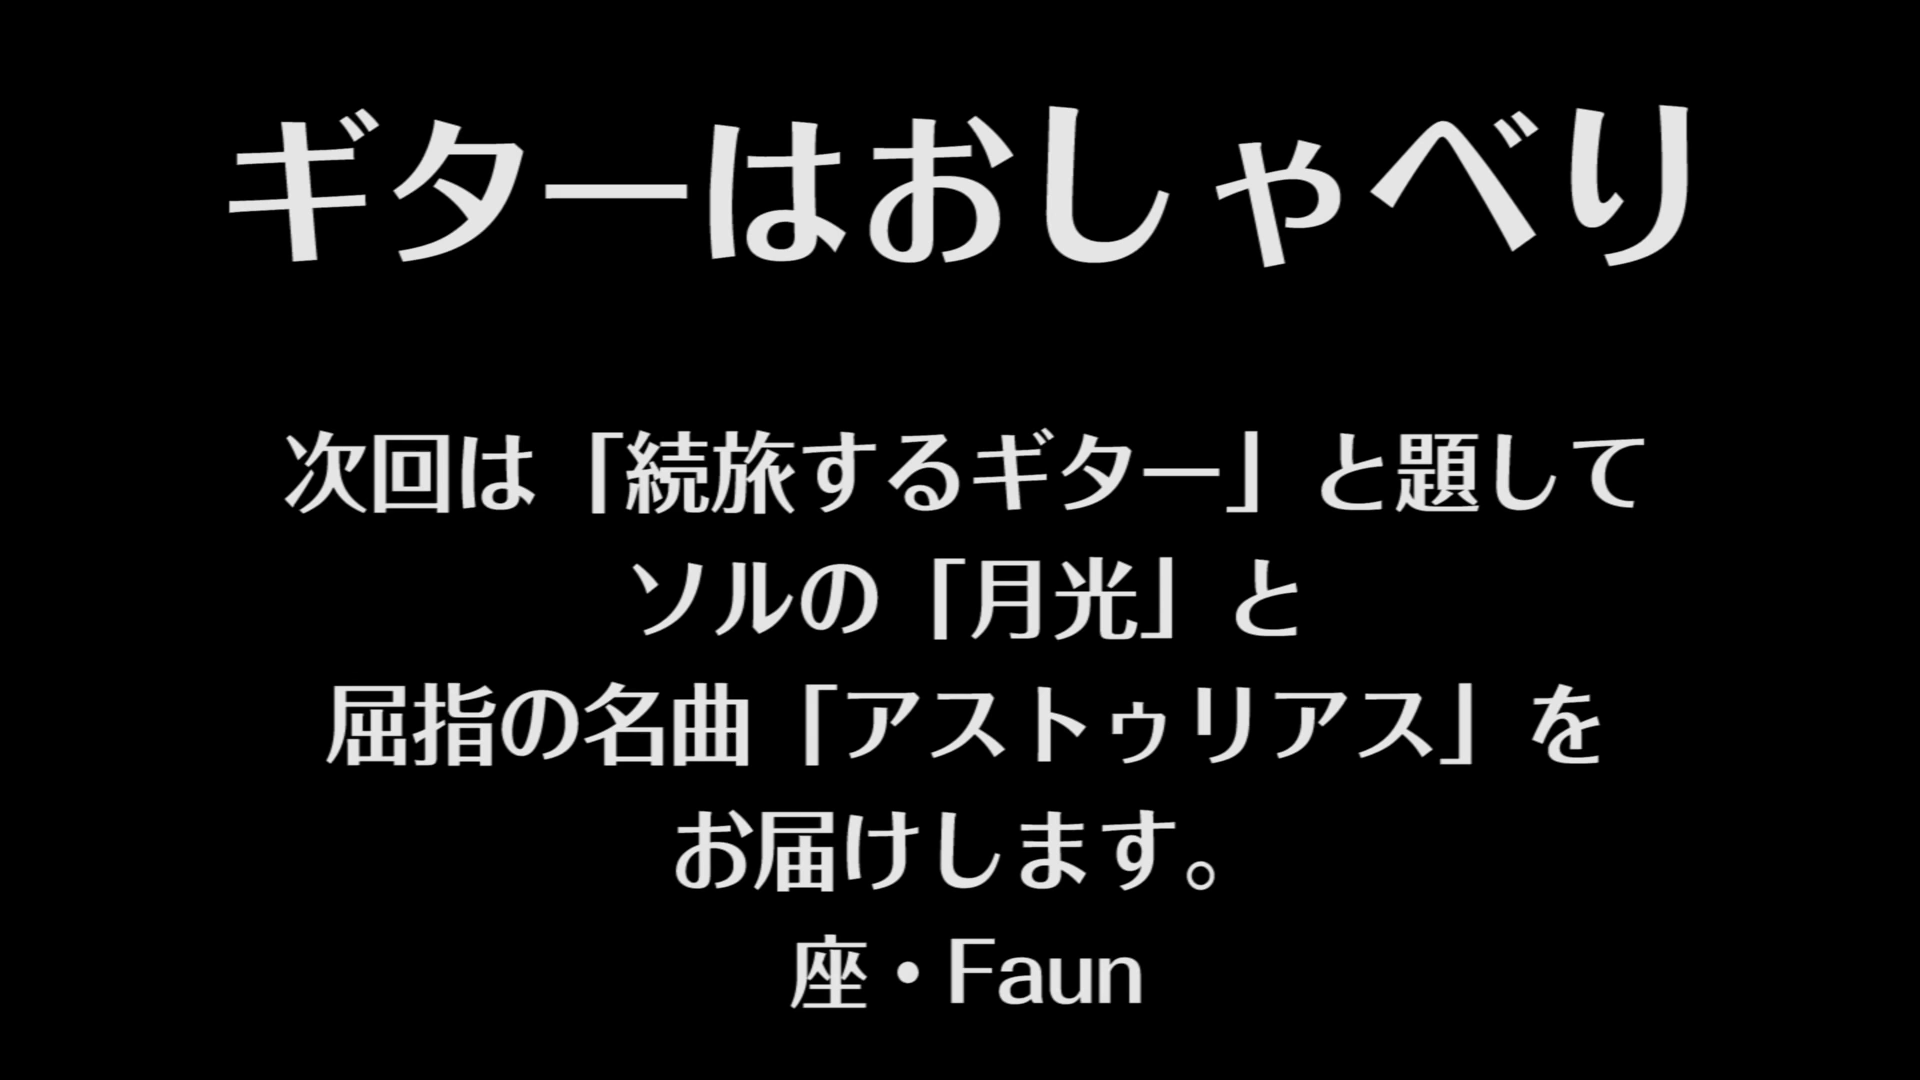 ギターはおしゃべり
次回は「続旅するギター」と題して
ソルの「月光」と
屈指の名曲「アストゥリアス」を
お届けします。
座・Faun